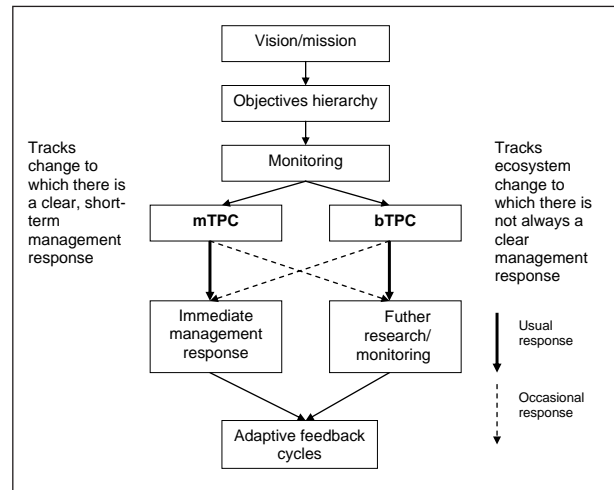 Vision/mission
Objectives hierarchy
Monitoring
Tracks
change to
which there is
a clear, short-
term
management
response
Tracks
ecosystem
change to
which there is
not always a
clear
management
response
mTPC
bTPC
Immediate
management
response
Futher
research/
monitoring
Usual
response
Occasional
response
Adaptive feedback
cycles